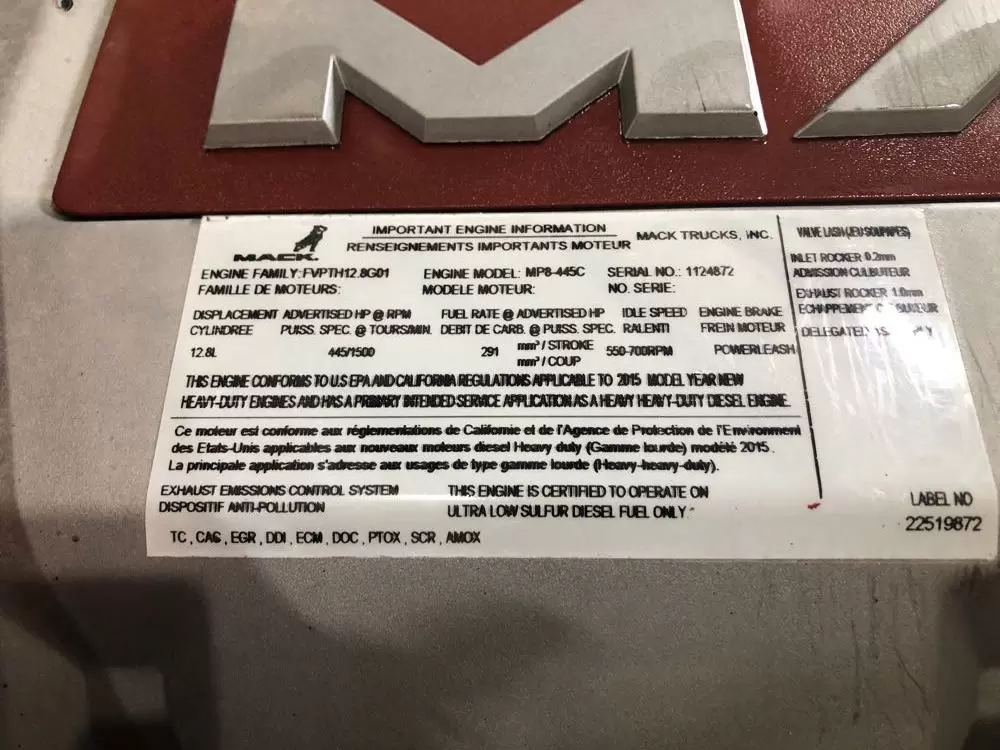 MACK.
IMPORTANT ENGINE INFORMATION
RENSEIGNEMENTS IMPORTANTS MOTEUR
MACK TRUCKS, INC.
ENGINE FAMILY: FVPTH12.8G01 ENGINE MODEL: MP8-445C SERIAL NO.: 1124872
FAMILLE DE MOTEURS: MODELE MOTEUR: NO. SERIE:
DISPLACEMENT ADVERTISED HP @ RPM FUEL RATE @ ADVERTISED HP IDLE SPEED ENGINE BRAKE
CYLINDREE PUISS. SPEC. @ TOURS/MIN. DEBIT DE CARB. @ PUISS. SPEC. RALENTI FREIN MOTEUR
12.8L 445/1500 291 mm³ / STROKE 550-700RPM POWERLEASH
mm³ / COUP
THIS ENGINE CONFORMS TO U.S EPA AND CALIFORNIA REGULATIONS APPLICABLE TO 2015 MODEL YEAR NEW
HEAVY-DUTY ENGINES AND HAS A PRIMARY INTENDED SERVICE APPLICATION AS A HEAVY HEAVY-DUTY DIESEL ENGINE.
Ce moteur est conforme aux réglementations de Californie et de l'Agence de Protection de l'Environment
des Etats-Unis applicables aux nouveaux moteurs diesel Heavy duty (Gamme lourde) modété 2015.
La principale application s'adresse aux usages de type gamme lourde (Heavy-heavy-duty).
EXHAUST EMISSIONS CONTROL SYSTEM THIS ENGINE IS CERTIFIED TO OPERATE ON
DISPOSITIF ANTI-POLLUTION ULTRA LOW SULFUR DIESEL FUEL ONLY
TC , CAC , EGR , DDI , ECM , DOC , PTOX , SCR , AMOX
VALVE LASH (JEU SOUPAPES)
INLET ROCKER 0.2mm
ADMISSION CULBUTEUR
EXHAUST ROCKER 1.0mm
ECHAPPEMENT CULBUTEUR
DELEGATED
LABEL NO
22519872